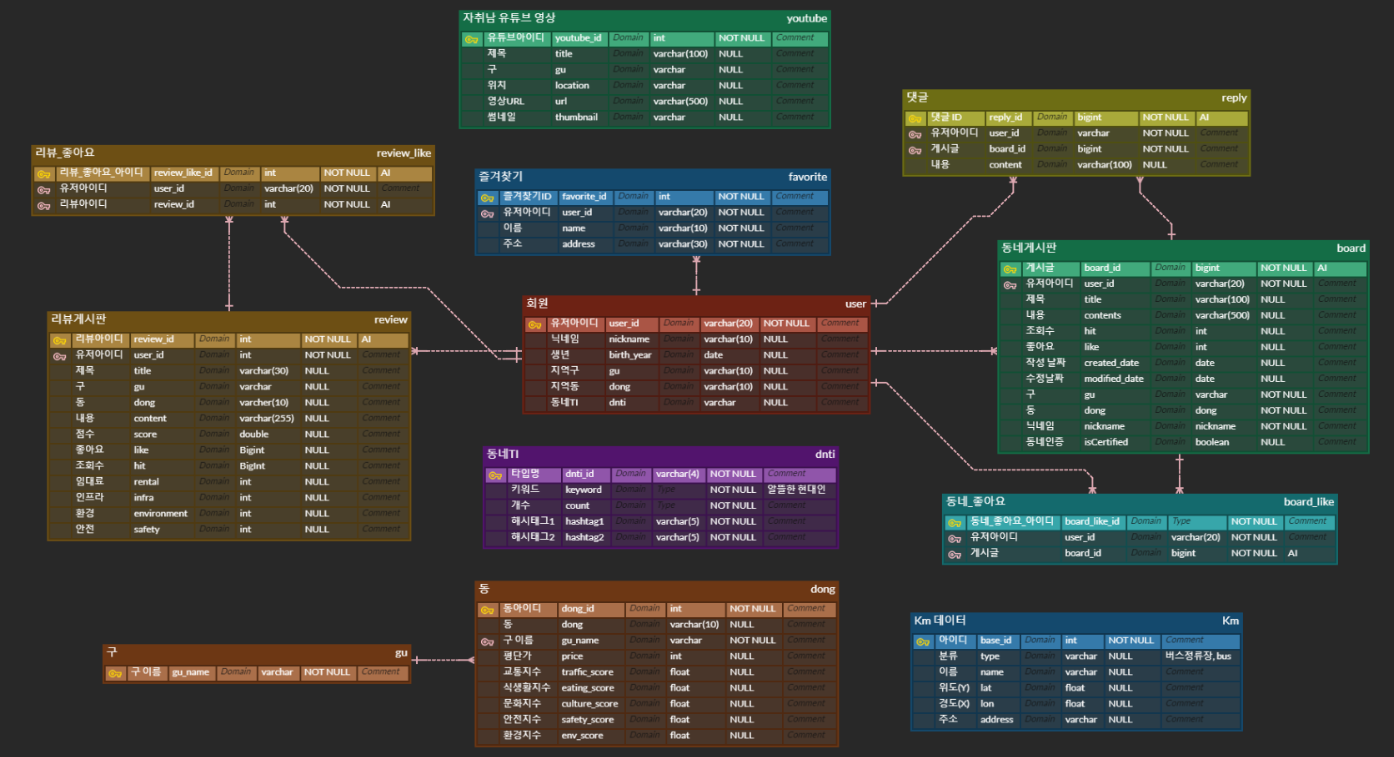 자취남 유튜브 영상 youtube
유튜브아이디 youtube_id Domain int NOT NULL Comment
제목 title Domain varchar(100) NULL Comment
구 gu Domain varchar NULL Comment
위치 location Domain varchar NULL Comment
영상URL url Domain varchar(500) NULL Comment
썸네일 thumbnail Domain varchar NULL Comment
댓글 reply
댓글 ID reply_id Domain bigint NOT NULL AI
유저아이디 user_id Domain varchar NOT NULL Comment
게시글 board_id Domain bigint NOT NULL Comment
내용 content Domain varchar(100) NULL Comment
리뷰_좋아요 review_like
리뷰_좋아요_아이디 review_like_id Domain int NOT NULL AI
유저아이디 user_id Domain varchar(20) NOT NULL Comment
리뷰아이디 review_id Domain int NOT NULL AI
즐겨찾기 favorite
즐겨찾기ID favorite_id Domain int NOT NULL Comment
유저아이디 user_id Domain varchar(20) NOT NULL Comment
이름 name Domain varchar(10) NOT NULL Comment
주소 address Domain varchar(30) NOT NULL Comment
동네게시판 board
게시글 board_id Domain bigint NOT NULL AI
유저아이디 user_id Domain varchar(20) NOT NULL Comment
제목 title Domain varchar(100) NULL Comment
내용 contents Domain varchar(500) NULL Comment
조회수 hit Domain int NULL Comment
좋아요 like Domain int NULL Comment
작성 날짜 created_date Domain date NULL Comment
수정날짜 modified_date Domain date NULL Comment
구 gu Domain varchar NOT NULL Comment
동 dong Domain dong NOT NULL Comment
닉네임 nickname Domain nickname NOT NULL Comment
동네인증 isCertified Domain boolean NULL Comment
회원 user
유저아이디 user_id Domain varchar(20) NOT NULL Comment
닉네임 nickname Domain varchar(10) NULL Comment
생년 birth_year Domain date NULL Comment
지역구 gu Domain varchar(10) NULL Comment
지역동 dong Domain varchar(10) NULL Comment
동네TI dnti Domain varchar NULL Comment
리뷰게시판 review
리뷰아이디 review_id Domain int NOT NULL AI
유저아이디 user_id Domain int NOT NULL Comment
제목 title Domain varchar(30) NULL Comment
구 gu Domain varchar NULL Comment
동 dong Domain varcher(10) NULL Comment
내용 content Domain varchar(255) NULL Comment
점수 score Domain double NULL Comment
좋아요 like Domain Bigint NULL Comment
조회수 hit Domain BigInt NULL Comment
임대료 rental Domain int NULL Comment
인프라 infra Domain int NULL Comment
환경 environment Domain int NULL Comment
안전 safety Domain int NULL Comment
동네TI dnti
타입명 dnti_id Domain varchar(4) NOT NULL Comment
키워드 keyword Domain Type NOT NULL 알뜰한 현대인
개수 count Domain Type NOT NULL Comment
해시태그1 hashtag1 Domain varchar(5) NOT NULL Comment
해시태그2 hashtag2 Domain varchar(5) NOT NULL Comment
동네_좋아요 board_like
동네_좋아요_아이디 board_like_id Domain Type NOT NULL Comment
유저아이디 user_id Domain varchar(20) NOT NULL Comment
게시글 board_id Domain bigint NOT NULL AI
동 dong
동아이디 dong_id Domain int NOT NULL Comment
동 dong Domain varchar(10) NULL Comment
구 이름 gu_name Domain varchar NOT NULL Comment
평단가 price Domain int NULL Comment
교통지수 traffic_score Domain float NULL Comment
식생활지수 eating_score Domain float NULL Comment
문화지수 culture_score Domain float NULL Comment
안전지수 safety_score Domain float NULL Comment
환경지수 env_score Domain float NULL Comment
구 gu
구 이름 gu_name Domain varchar NOT NULL Comment
Km 데이터 Km
아이디 base_id Domain int NOT NULL Comment
분류 type Domain varchar NULL 버스정류장, bus
이름 name Domain varchar NULL Comment
위도(Y) lat Domain float NULL Comment
경도(X) lon Domain float NULL Comment
주소 address Domain varchar NULL Comment